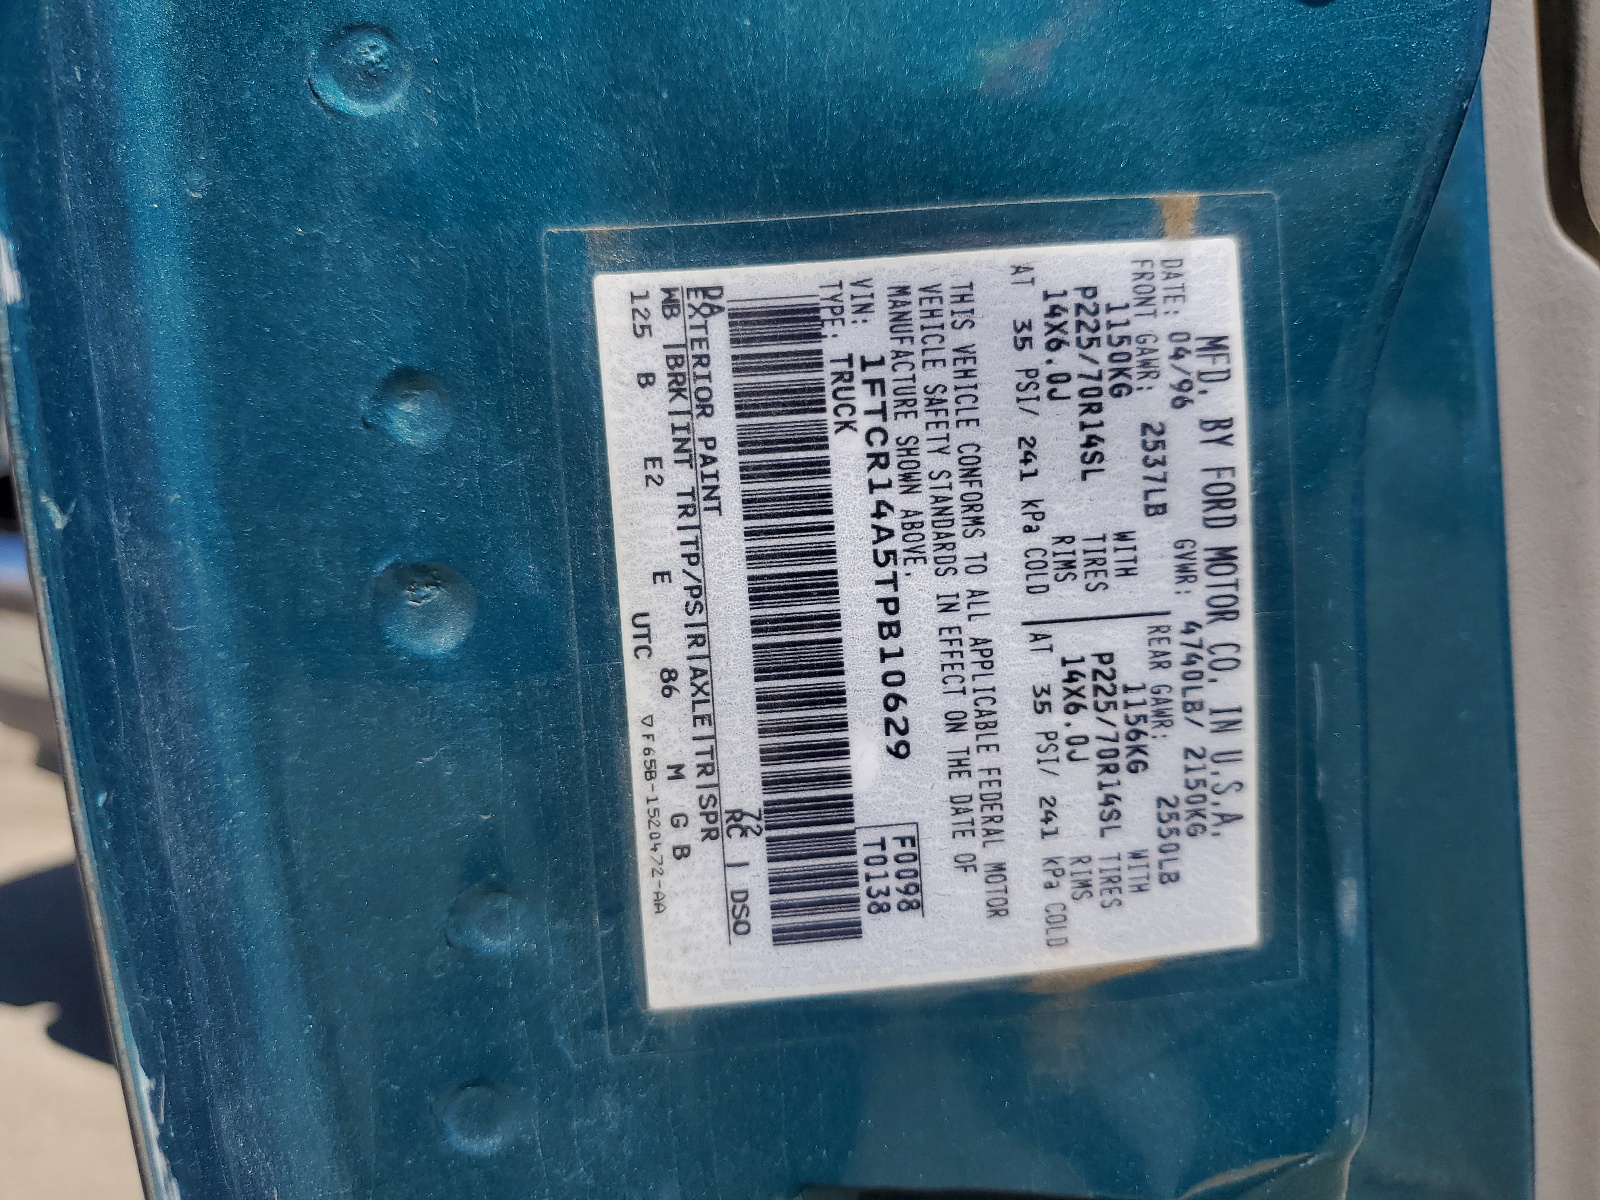 MFD. BY FORD MOTOR CO. IN U.S.A.
DATE: 04/96 GVWR: 4740LB/ 2150KG
FRONT GAWR: 2537LB REAR GAWR: 2550LB
1150KG WITH 1156KG WITH
P225/70R14SL TIRES P225/70R14SL TIRES
14X6.0J RIMS 14X6.0J RIMS
AT 35 PSI/ 241 kPa COLD AT 35 PSI/ 241 kPa COLD
THIS VEHICLE CONFORMS TO ALL APPLICABLE FEDERAL MOTOR
VEHICLE SAFETY STANDARDS IN EFFECT ON THE DATE OF
MANUFACTURE SHOWN ABOVE.
VIN: 1FTCR14A5TPB10629
TYPE: TRUCK
F0098
T0138
EXTERIOR PAINT
DA
72
RC DSO
WB BRK INT TR TP/PS R AXLE TR SPR
125 B E2 E 86 M G B
UTC ▽F65B-1520472-AA